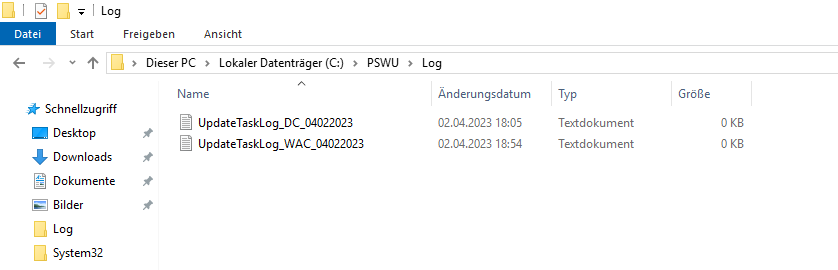 Log
Datei Start Freigeben Ansicht
Dieser PC Lokaler Datenträger (C:) PSWU Log
Name Änderungsdatum Typ Größe
Schnellzugriff
Desktop
Downloads
Dokumente
Bilder
Log
System32
UpdateTaskLog_DC_04022023 02.04.2023 18:05 Textdokument 0 KB
UpdateTaskLog_WAC_04022023 02.04.2023 18:54 Textdokument 0 KB